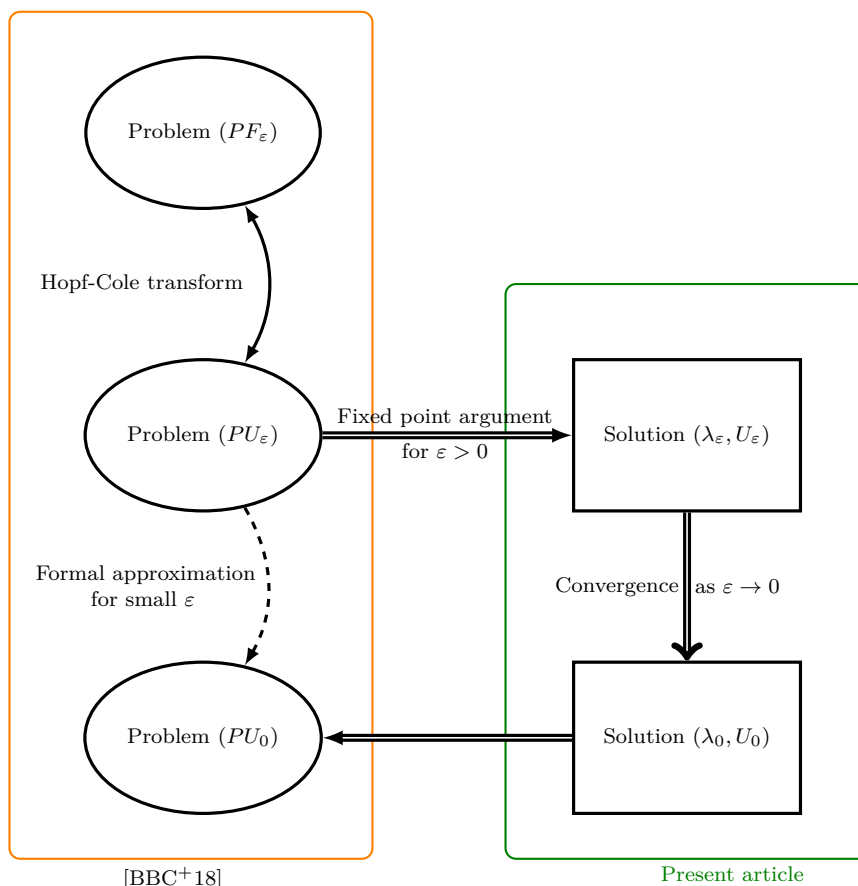 Problem (PF_ε)
Hopf-Cole transform
Problem (PU_ε)
Fixed point argument
for ε > 0
Solution (λ_ε, U_ε)
Formal approximation
for small ε
Convergence as ε → 0
Problem (PU_0)
Solution (λ_0, U_0)
[BBC^+18]
Present article